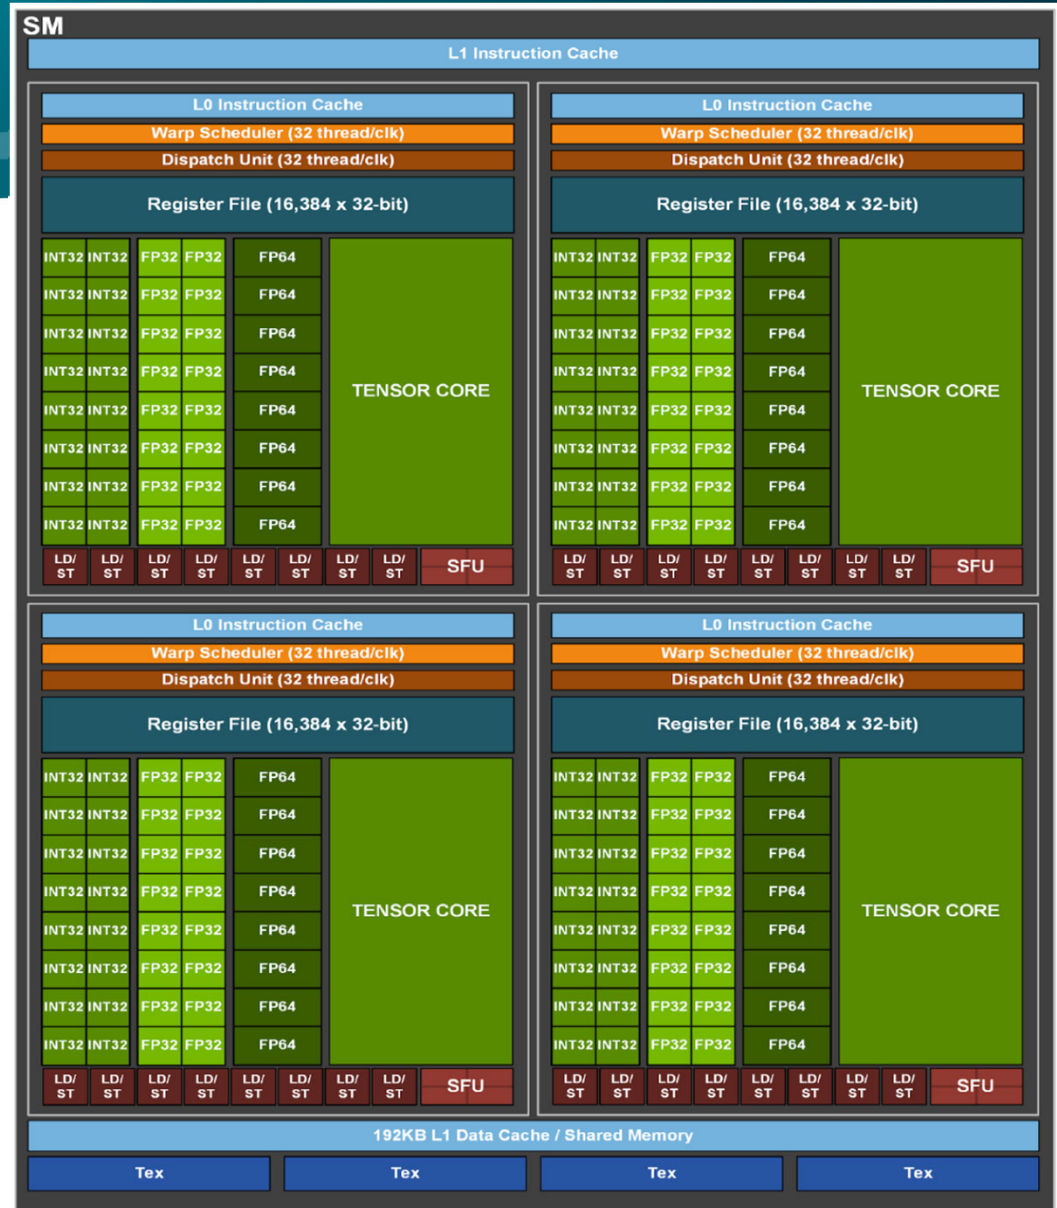 SM
L1 Instruction Cache
L0 Instruction Cache
Warp Scheduler (32 thread/clk)
Dispatch Unit (32 thread/clk)
Register File (16,384 x 32-bit)
INT32 INT32 FP32 FP32 FP64
INT32 INT32 FP32 FP32 FP64
INT32 INT32 FP32 FP32 FP64
INT32 INT32 FP32 FP32 FP64
INT32 INT32 FP32 FP32 FP64
INT32 INT32 FP32 FP32 FP64
INT32 INT32 FP32 FP32 FP64
INT32 INT32 FP32 FP32 FP64
TENSOR CORE
LD/ LD/ LD/ LD/ LD/ LD/ LD/ LD/
ST ST ST ST ST ST ST ST
SFU
L0 Instruction Cache
Warp Scheduler (32 thread/clk)
Dispatch Unit (32 thread/clk)
Register File (16,384 x 32-bit)
INT32 INT32 FP32 FP32 FP64
INT32 INT32 FP32 FP32 FP64
INT32 INT32 FP32 FP32 FP64
INT32 INT32 FP32 FP32 FP64
INT32 INT32 FP32 FP32 FP64
INT32 INT32 FP32 FP32 FP64
INT32 INT32 FP32 FP32 FP64
INT32 INT32 FP32 FP32 FP64
TENSOR CORE
LD/ LD/ LD/ LD/ LD/ LD/ LD/ LD/
ST ST ST ST ST ST ST ST
SFU
L0 Instruction Cache
Warp Scheduler (32 thread/clk)
Dispatch Unit (32 thread/clk)
Register File (16,384 x 32-bit)
INT32 INT32 FP32 FP32 FP64
INT32 INT32 FP32 FP32 FP64
INT32 INT32 FP32 FP32 FP64
INT32 INT32 FP32 FP32 FP64
INT32 INT32 FP32 FP32 FP64
INT32 INT32 FP32 FP32 FP64
INT32 INT32 FP32 FP32 FP64
INT32 INT32 FP32 FP32 FP64
TENSOR CORE
LD/ LD/ LD/ LD/ LD/ LD/ LD/ LD/
ST ST ST ST ST ST ST ST
SFU
L0 Instruction Cache
Warp Scheduler (32 thread/clk)
Dispatch Unit (32 thread/clk)
Register File (16,384 x 32-bit)
INT32 INT32 FP32 FP32 FP64
INT32 INT32 FP32 FP32 FP64
INT32 INT32 FP32 FP32 FP64
INT32 INT32 FP32 FP32 FP64
INT32 INT32 FP32 FP32 FP64
INT32 INT32 FP32 FP32 FP64
INT32 INT32 FP32 FP32 FP64
INT32 INT32 FP32 FP32 FP64
TENSOR CORE
LD/ LD/ LD/ LD/ LD/ LD/ LD/ LD/
ST ST ST ST ST ST ST ST
SFU
192KB L1 Data Cache / Shared Memory
Tex Tex Tex Tex